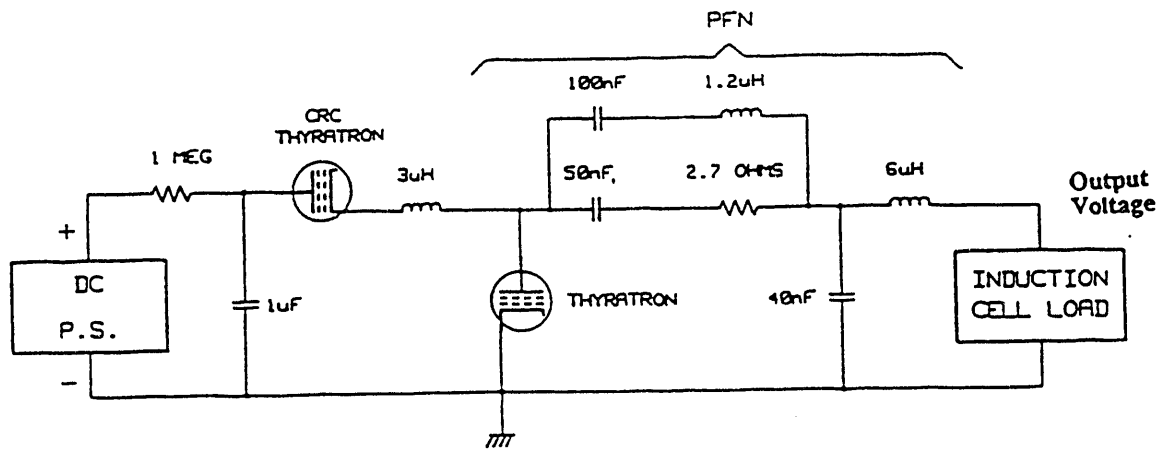 PFN
100nF
1.2uH
CRC
THYRATRON
1 MEG
3uH
50nF,
2.7 OHMS
6uH
Output
Voltage
+
DC
P.S.
−
1uF
THYRATRON
40nF
INDUCTION
CELL LOAD